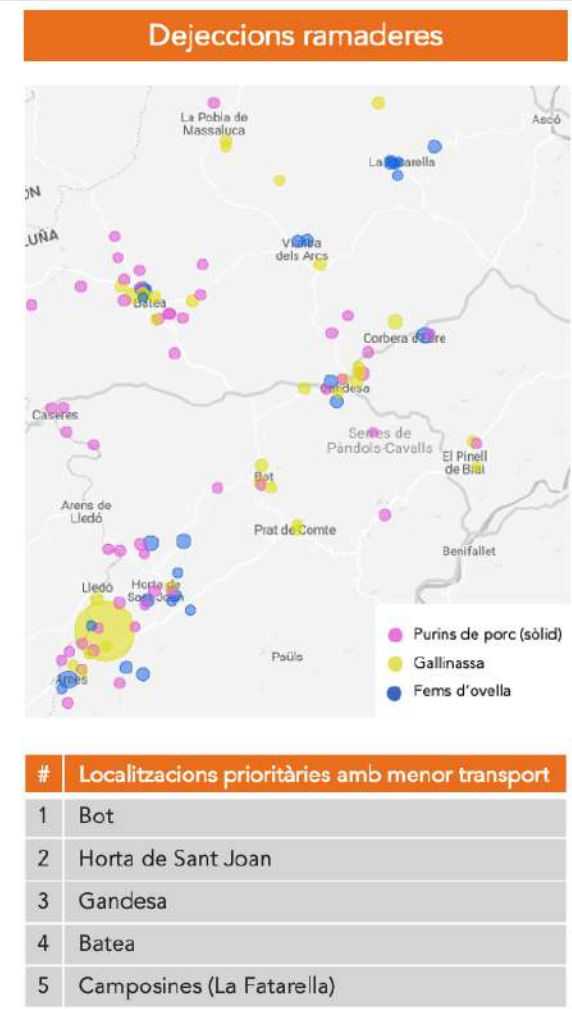 Dejeccions ramaderes
La Pobla de
Massaluca
Ascó
La Fatarella
ÓN
LUÑA
Vilalba
dels Arcs
Batea
Corbera d'Ebre
Gandesa
Caseres
Serres de
Pàndols-Cavalls
El Pinell
de Brai
Bot
Arens de
Lledó
Prat de Comte
Benifallet
Lledó
Horta de
Sant Joan
Paüls
Arnes
Purins de porc (sòlid)
Gallinassa
Fems d'ovella
# Localitzacions prioritàries amb menor transport
1 Bot
2 Horta de Sant Joan
3 Gandesa
4 Batea
5 Camposines (La Fatarella)